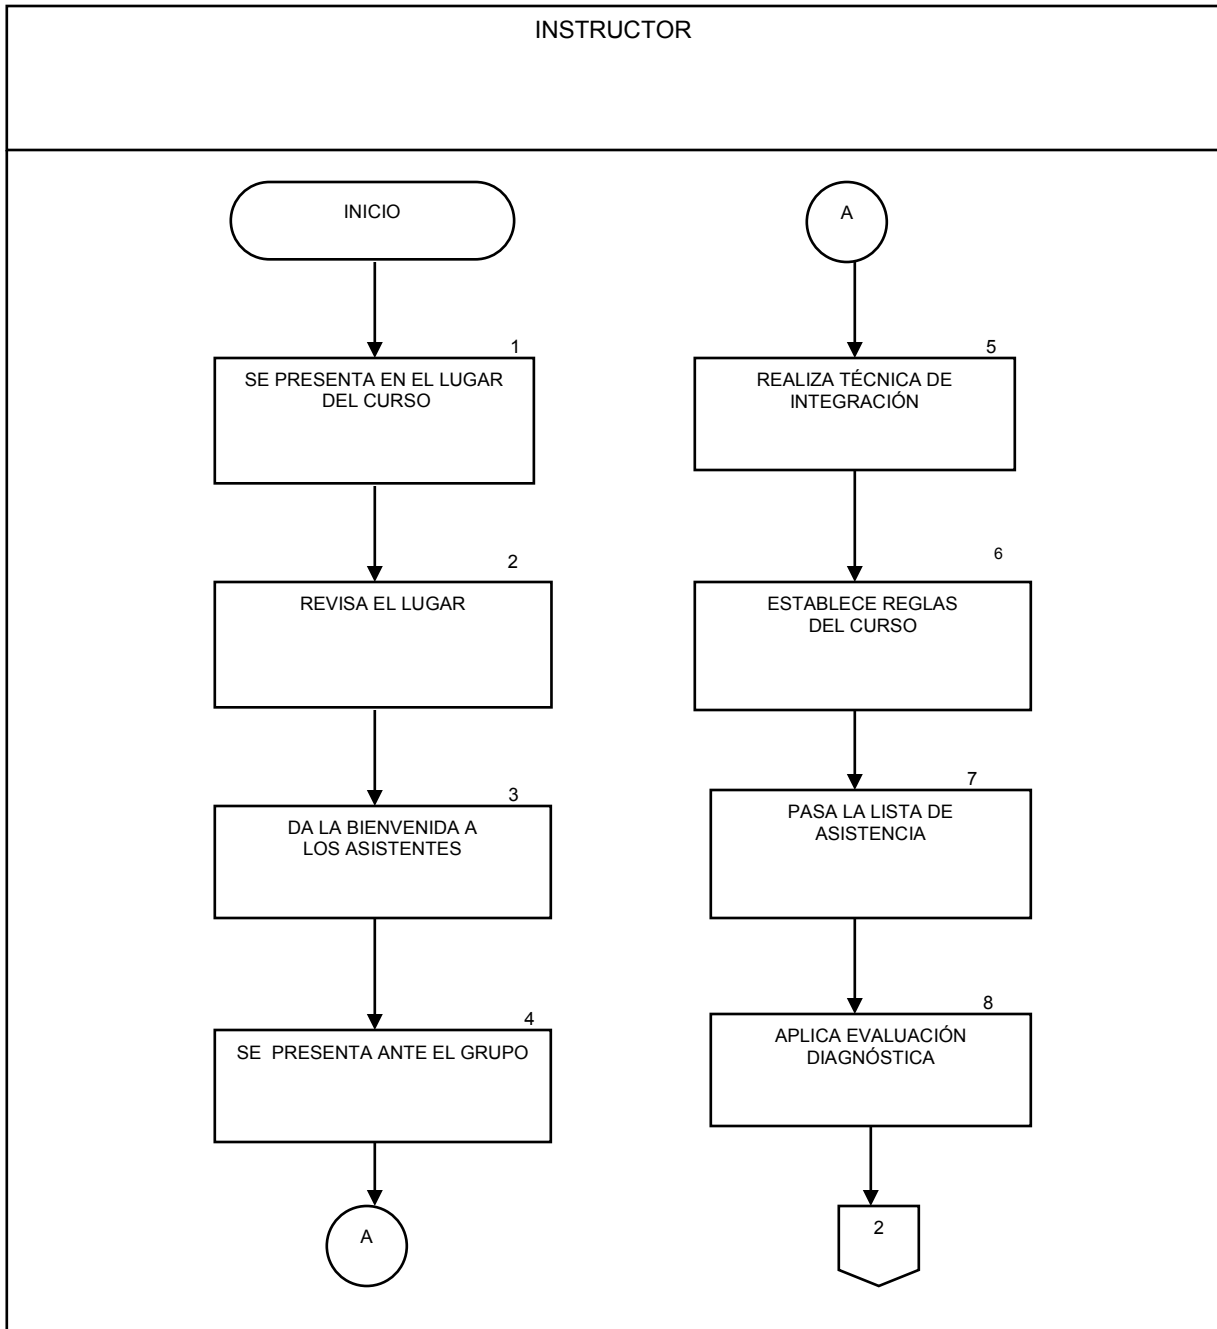 INSTRUCTOR
INICIO
1
SE PRESENTA EN EL LUGAR
DEL CURSO
2
REVISA EL LUGAR
3
DA LA BIENVENIDA A
LOS ASISTENTES
4
SE PRESENTA ANTE EL GRUPO
A
A
5
REALIZA TÉCNICA DE
INTEGRACIÓN
6
ESTABLECE REGLAS
DEL CURSO
7
PASA LA LISTA DE
ASISTENCIA
8
APLICA EVALUACIÓN
DIAGNÓSTICA
2